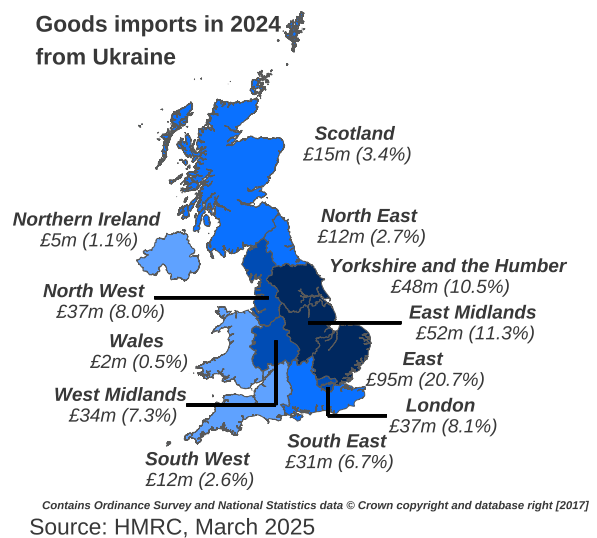 Goods imports in 2024
from Ukraine
Scotland
£15m (3.4%)
Northern Ireland
£5m (1.1%)
North East
£12m (2.7%)
Yorkshire and the Humber
£48m (10.5%)
North West
£37m (8.0%)
East Midlands
£52m (11.3%)
Wales
£2m (0.5%)
East
£95m (20.7%)
West Midlands
£34m (7.3%)
London
£37m (8.1%)
South East
£31m (6.7%)
South West
£12m (2.6%)
Contains Ordinance Survey and National Statistics data © Crown copyright and database right [2017]
Source: HMRC, March 2025